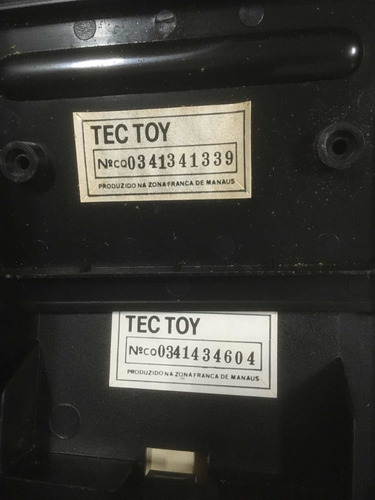 TEC TOY
NºCO0341341339
PRODUZIDO NA ZONA FRANCA DE MANAUS
TEC TOY
NºCO0341434604
PRODUZIDO NA ZONA FRANCA DE MANAUS